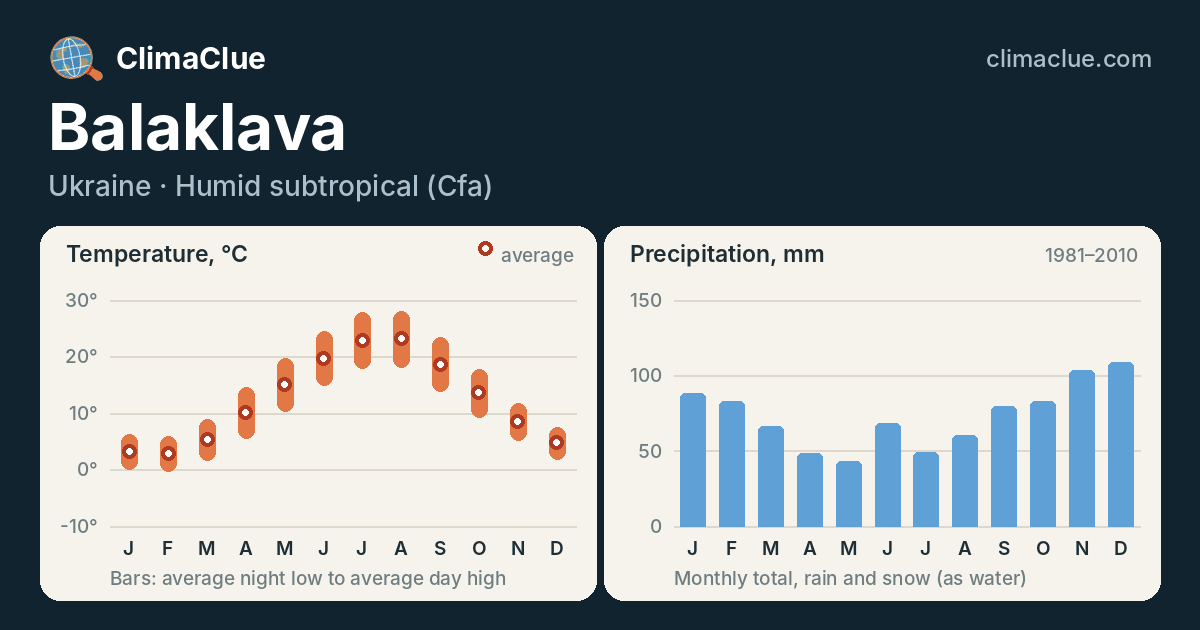 ClimaClue
climaclue.com
Balaklava
Ukraine · Humid subtropical (Cfa)
Temperature, °C
average
30°
20°
10°
0°
-10°
J F M A M J J A S O N D
Bars: average night low to average day high
Precipitation, mm
1981–2010
150
100
50
0
J F M A M J J A S O N D
Monthly total, rain and snow (as water)